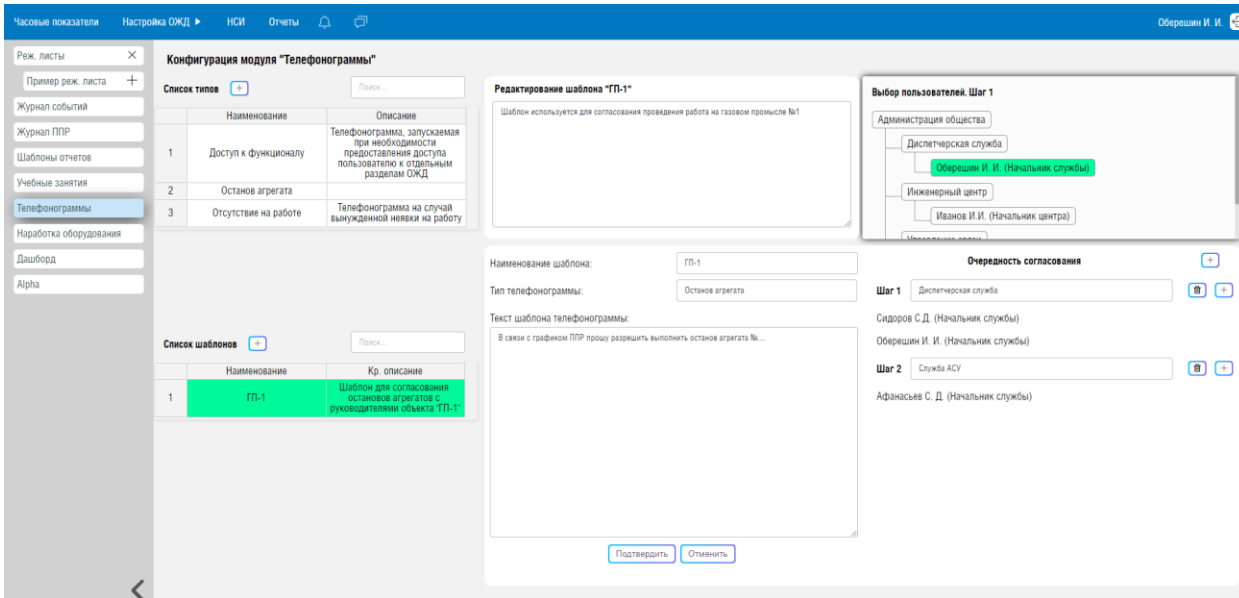 Часовые показатели Настройка ОЖД ▶ НСИ Отчеты Оберешин И. И.
Реж. листы
Пример реж. листа
Журнал событий
Журнал ППР
Шаблоны отчетов
Учебные занятия
Телефонограммы
Наработка оборудования
Дашборд
Alpha
Конфигурация модуля "Телефонограммы"
Список типов +
Поиск...
Наименование Описание
1 Доступ к функционалу Телефонограмма, запускаемая
при необходимости
предоставления доступа
пользователю к отдельным
разделам ОЖД
2 Останов агрегата
3 Отсутствие на работе Телефонограмма на случай
вынужденной неявки на работу
Список шаблонов +
Поиск...
Наименование Кр. описание
1 ГП-1 Шаблон для согласования
остановов агрегатов с
руководителями объекта "ГП-1"
Редактирование шаблона "ГП-1"
Шаблон используется для согласования проведения работа на газовом промысле №1
Наименование шаблона: ГП-1
Тип телефонограммы: Останов агрегата
Текст шаблона телефонограммы:
В связи с графиком ППР прошу разрешить выполнить останов агрегата №....
Подтвердить Отменить
Выбор пользователей. Шаг 1
Администрация общества
Диспетчерская служба
Оберешин И. И. (Начальник службы)
Инженерный центр
Иванов И.И. (Начальник центра)
Управление связи
Очередность согласования +
Шаг 1 Диспетчерская служба +
Сидоров С.Д. (Начальник службы)
Оберешин И. И. (Начальник службы)
Шаг 2 Служба АСУ +
Афанасьев С. Д. (Начальник службы)